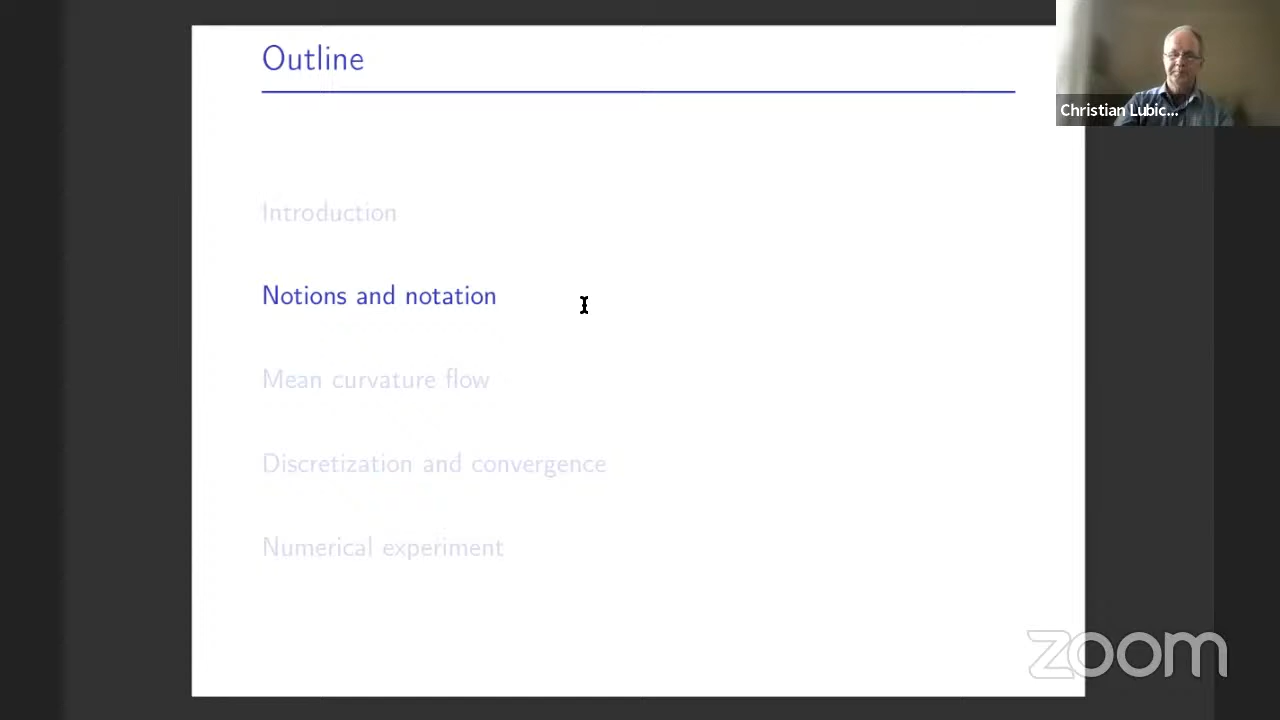 Outline
Christian Lubic...
Introduction
Notions and notation
Mean curvature flow
Discretization and convergence
Numerical experiment
zoom